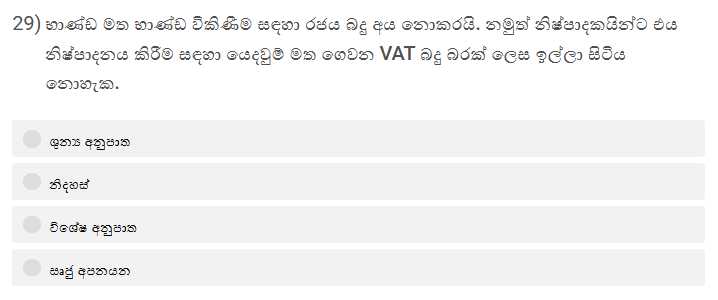 29) භාණ්ඩ මත භාණ්ඩ විකිණීම සඳහා රජය බදු අය නොකරයි. නමුත් නිෂ්පාදකයින්ට එය
නිෂ්පාදනය කිරීම සඳහා යෙදවුම් මත ගෙවන VAT බදු බරක් ලෙස ඉල්ලා සිටිය
නොහැක.
ශුන්‍ය අනුපාත
නිදහස්
විශේෂ අනුපාත
සෘජු අපනයන